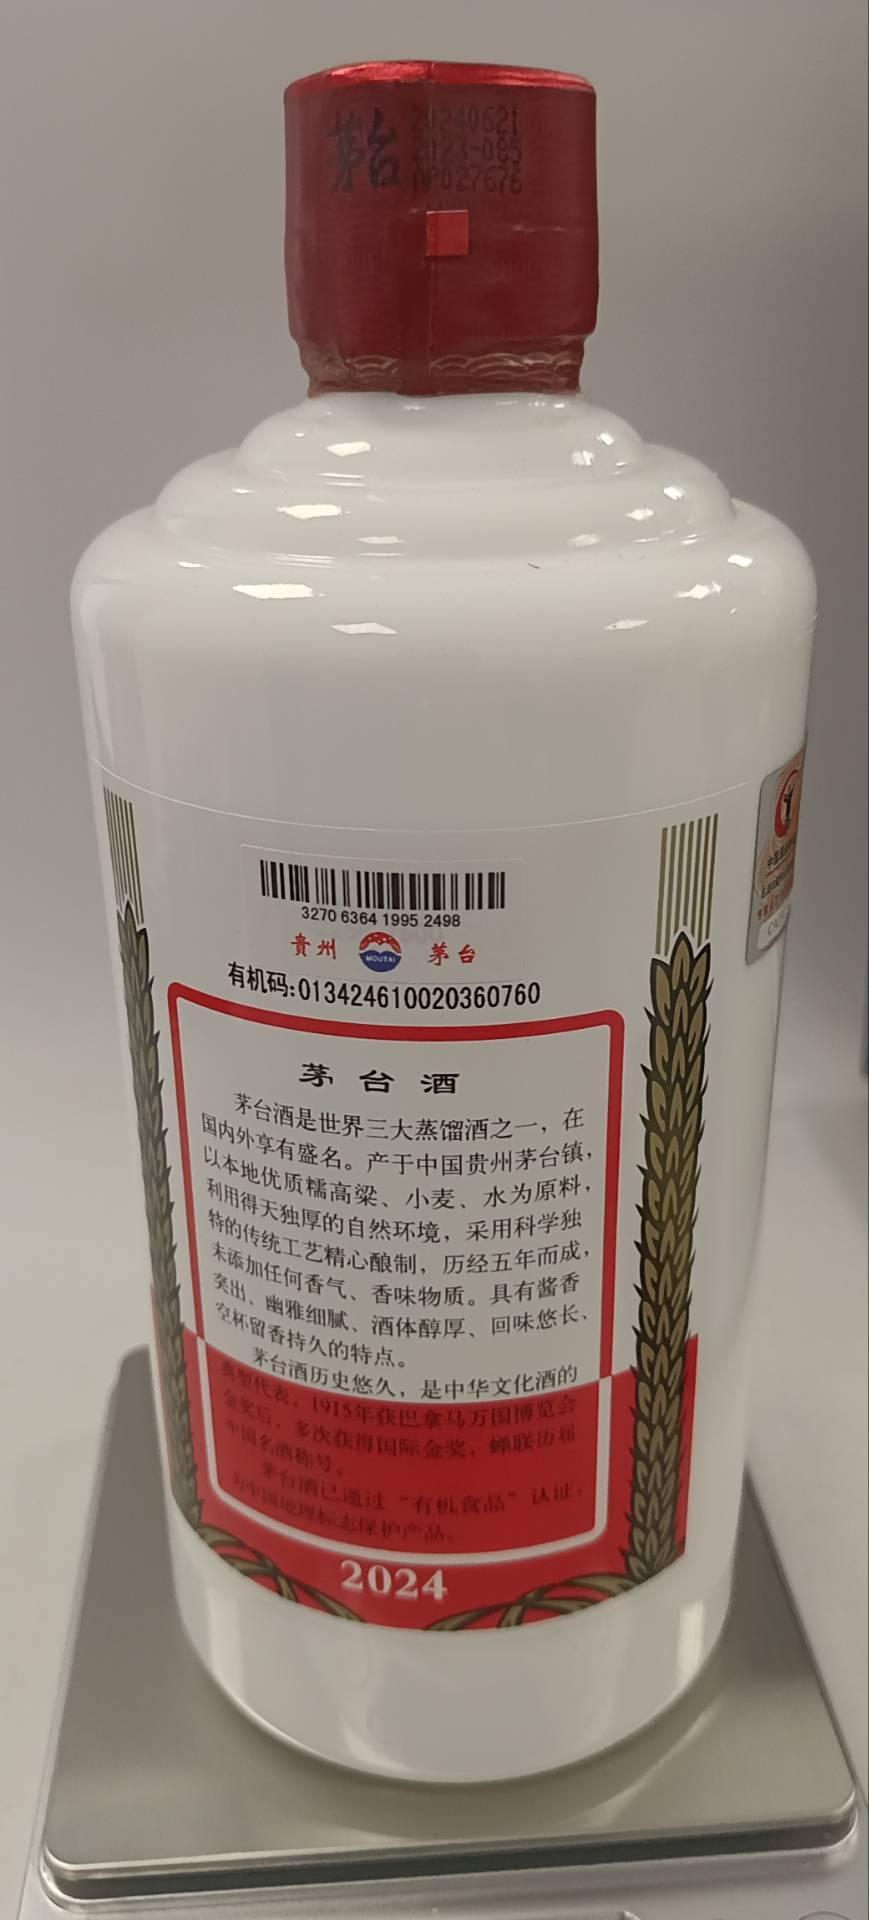 茅台
20240621
2023-085
AP027676
3270 6364 1995 2498
贵州
MOUTAI
茅台
有机码:013424610020360760
茅台酒
茅台酒是世界三大蒸馏酒之一，在
国内外享有盛名。产于中国贵州茅台镇，
以本地优质糯高粱、小麦、水为原料，
利用得天独厚的自然环境，采用科学独
特的传统工艺精心酿制，历经五年而成，
未添加任何香气、香味物质。具有酱香
突出、幽雅细腻、酒体醇厚、回味悠长、
空杯留香持久的特点。
茅台酒历史悠久，是中华文化酒的
典型代表。1915年获巴拿马万国博览会
金奖后，多次获得国际金奖，蝉联历届
中国名酒称号。
茅台酒已通过“有机食品”认证，
为中国地理标志保护产品。
2024